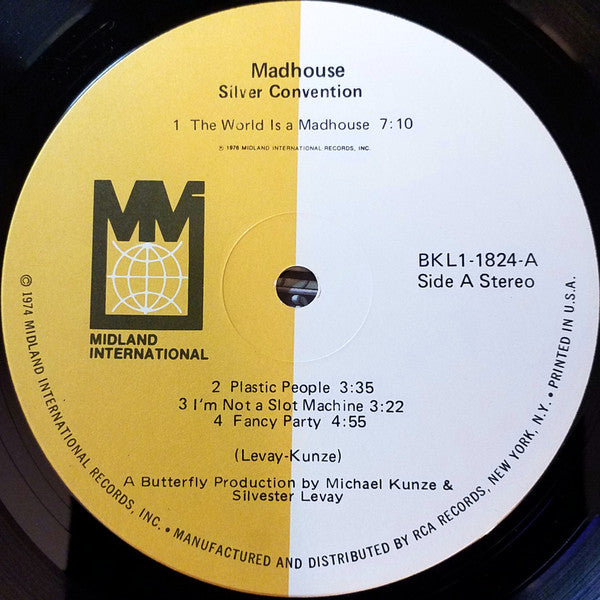 Madhouse
Silver Convention
1 The World Is a Madhouse 7:10
℗ 1976 MIDLAND INTERNATIONAL RECORDS, INC.
MIDLAND
INTERNATIONAL
BKL1-1824-A
Side A Stereo
2 Plastic People 3:35
3 I'm Not a Slot Machine 3:22
4 Fancy Party 4:55
(Levay-Kunze)
A Butterfly Production by Michael Kunze &
Silvester Levay
© 1974 MIDLAND INTERNATIONAL RECORDS, INC. • MANUFACTURED AND DISTRIBUTED BY RCA RECORDS, NEW YORK, N.Y. • PRINTED IN U.S.A.